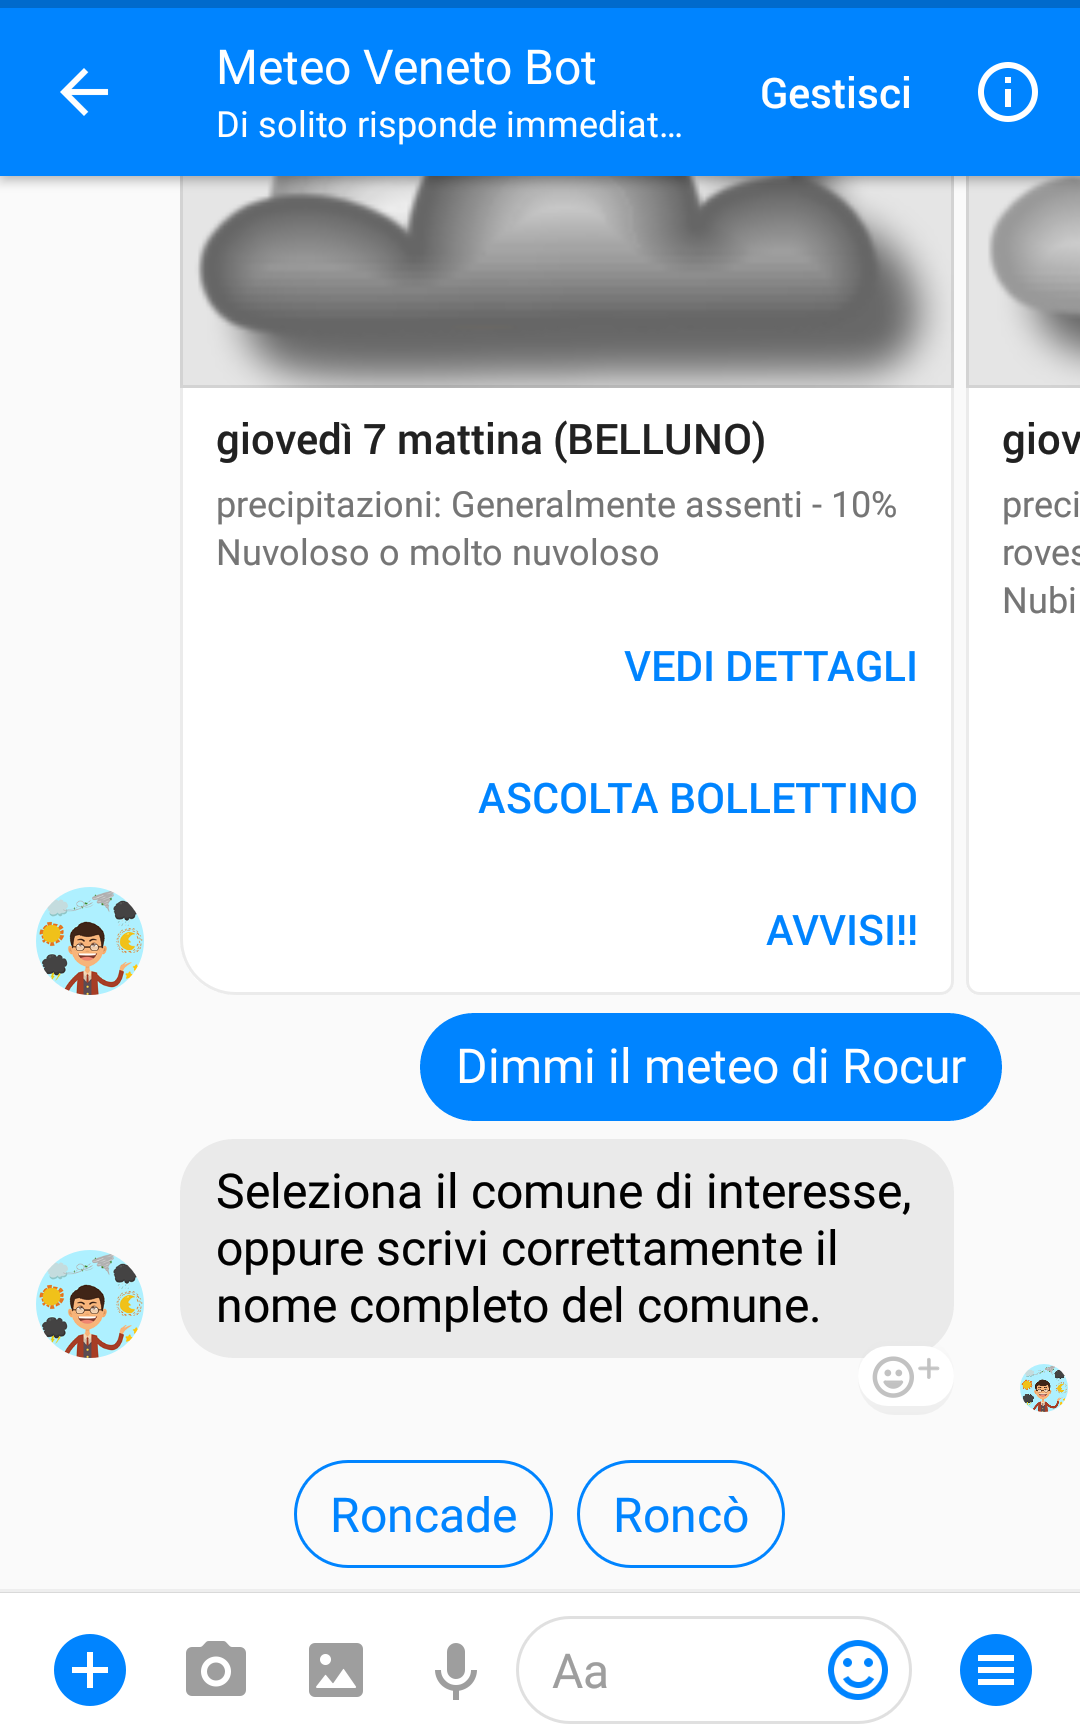 Meteo Veneto Bot
Di solito risponde immediat...
Gestisci
giovedì 7 mattina (BELLUNO)
precipitazioni: Generalmente assenti - 10%
Nuvoloso o molto nuvoloso
VEDI DETTAGLI
ASCOLTA BOLLETTINO
AVVISI!!
giov
preci
roves
Nubi
Dimmi il meteo di Rocur
Seleziona il comune di interesse,
oppure scrivi correttamente il
nome completo del comune.
Roncade
Roncò
Aa